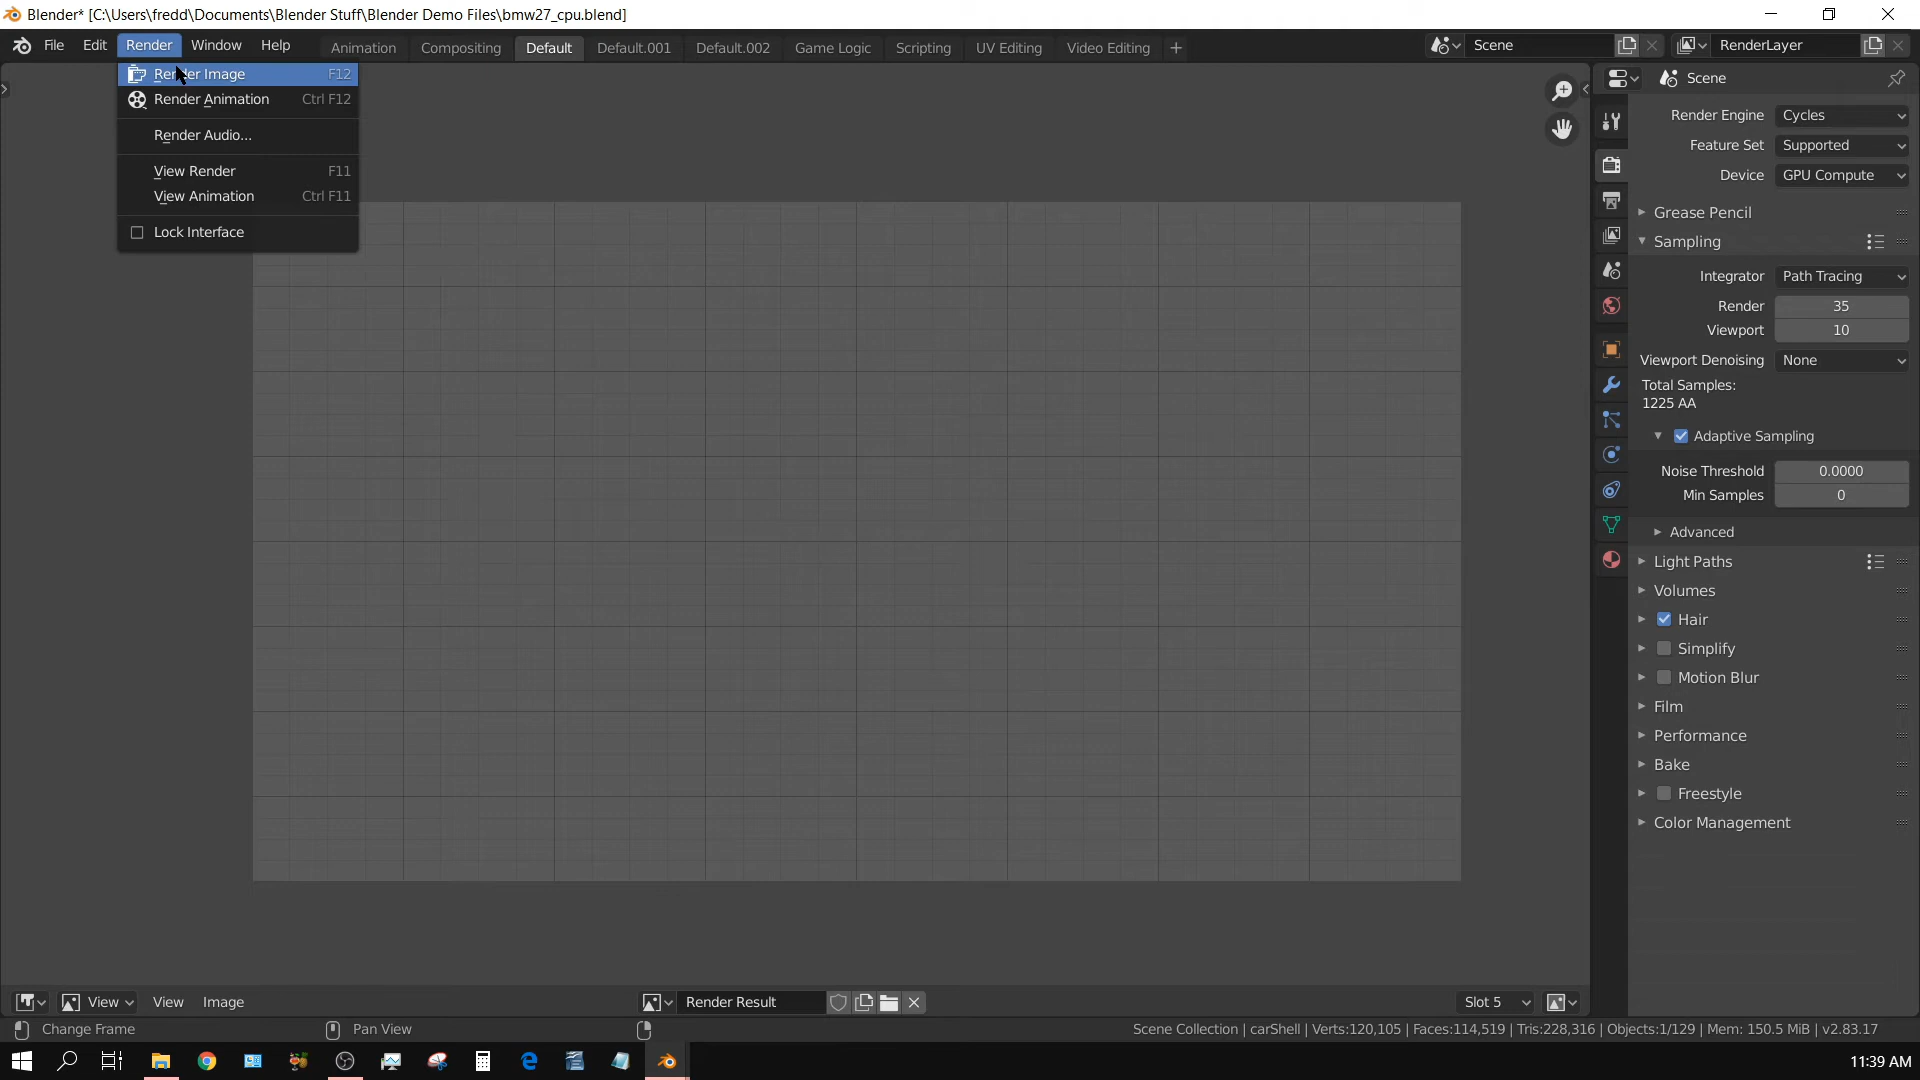 Blender* [C:\Users\fredd\Documents\Blender Stuff\Blender Demo Files\bmw27_cpu.blend]
File Edit Render Window Help Animation Compositing Default Default.001 Default.002 Game Logic Scripting UV Editing Video Editing + Scene RenderLayer
Render Image F12
Render Animation Ctrl F12
Render Audio...
View Render F11
View Animation Ctrl F11
Lock Interface
Scene
Render Engine Cycles
Feature Set Supported
Device GPU Compute
Grease Pencil
Sampling
Integrator Path Tracing
Render 35
Viewport 10
Viewport Denoising None
Total Samples:
1225 AA
Adaptive Sampling
Noise Threshold 0.0000
Min Samples 0
Advanced
Light Paths
Volumes
Hair
Simplify
Motion Blur
Film
Performance
Bake
Freestyle
Color Management
View View Image Render Result Slot 5
Change Frame Pan View Scene Collection | carShell | Verts:120,105 | Faces:114,519 | Tris:228,316 | Objects:1/129 | Mem: 150.5 MiB | v2.83.17
11:39 AM